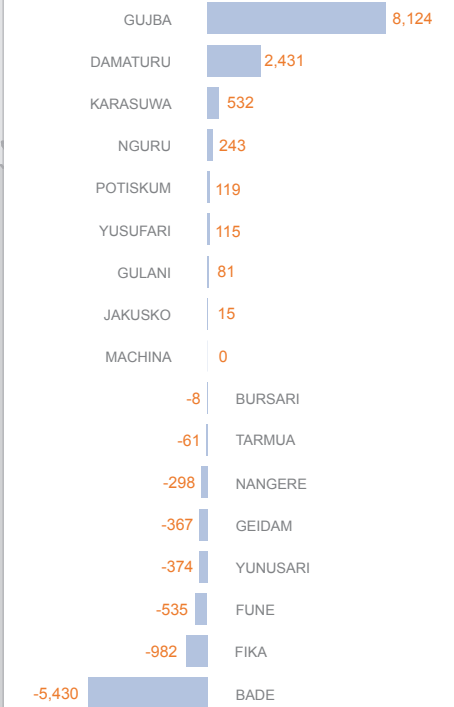 GUJBA 8,124
DAMATURU 2,431
KARASUWA 532
NGURU 243
POTISKUM 119
YUSUFARI 115
GULANI 81
JAKUSKO 15
MACHINA 0
-8 BURSARI
-61 TARMUA
-298 NANGERE
-367 GEIDAM
-374 YUNUSARI
-535 FUNE
-982 FIKA
-5,430 BADE